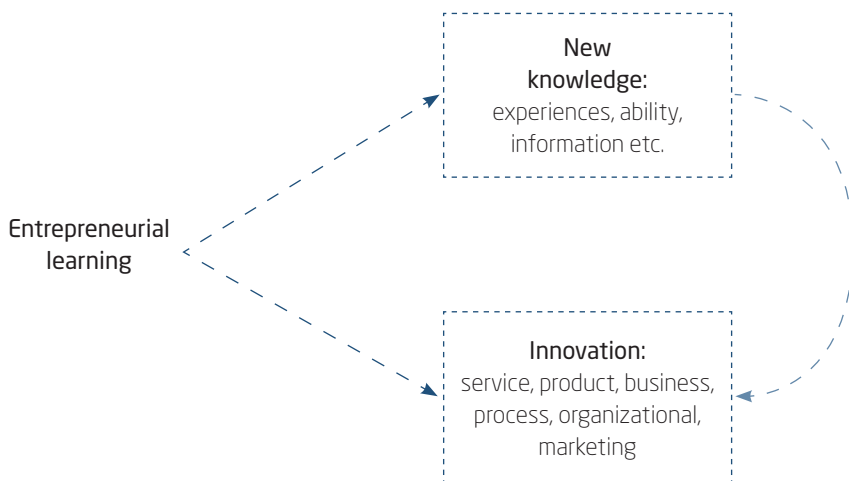 New
knowledge:
experiences, ability,
information etc.
Entrepreneurial
learning
Innovation:
service, product, business,
process, organizational,
marketing